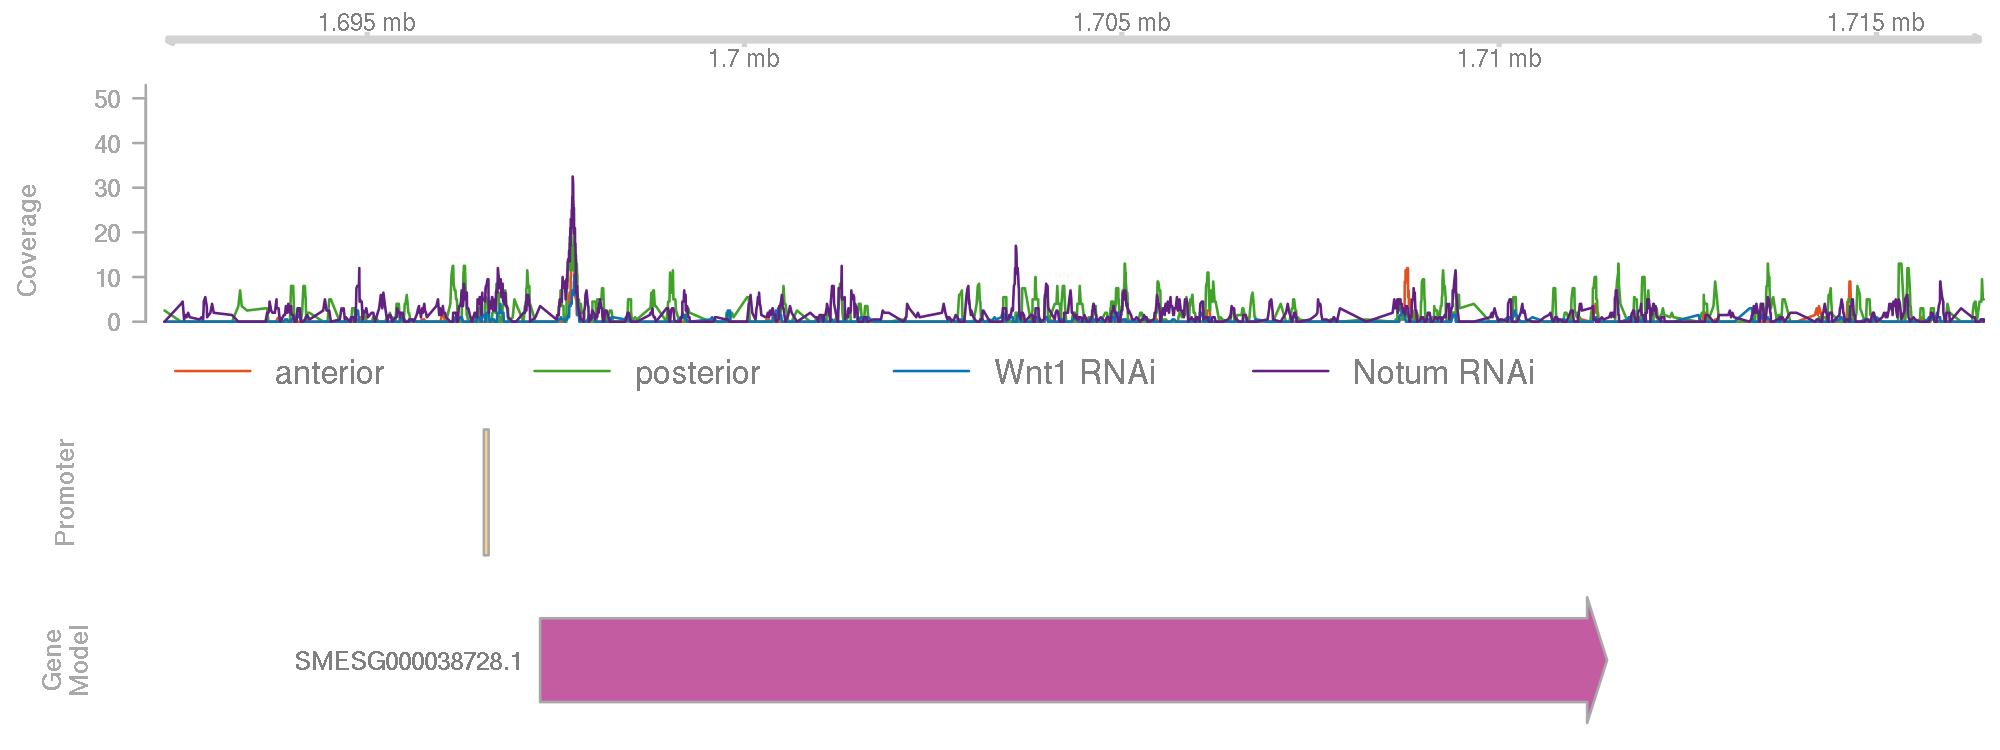 1.695 mb
1.705 mb
1.715 mb
1.7 mb
1.71 mb
Coverage
50
40
30
20
10
0
anterior
posterior
Wnt1 RNAi
Notum RNAi
Promoter
Gene
Model
SMESG000038728.1